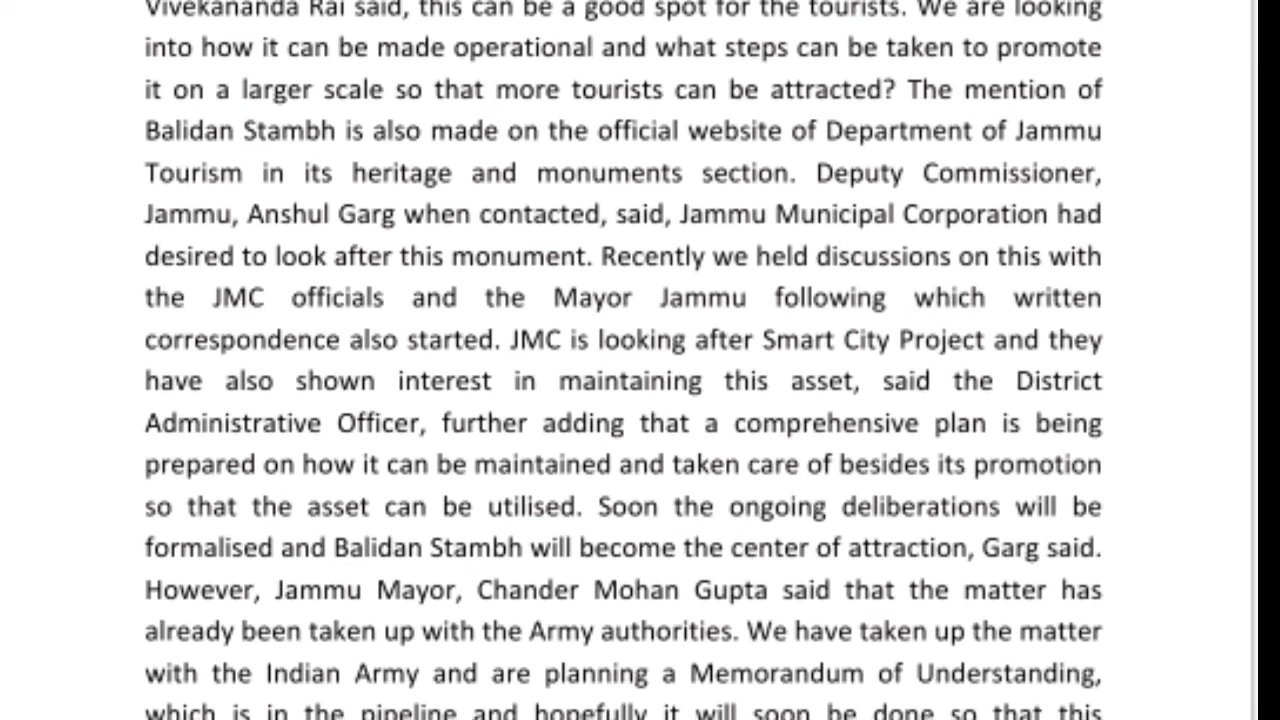 Vivekananda Rai said, this can be a good spot for the tourists. We are looking
into how it can be made operational and what steps can be taken to promote
it on a larger scale so that more tourists can be attracted? The mention of
Balidan Stambh is also made on the official website of Department of Jammu
Tourism in its heritage and monuments section. Deputy Commissioner,
Jammu, Anshul Garg when contacted, said, Jammu Municipal Corporation had
desired to look after this monument. Recently we held discussions on this with
the JMC officials and the Mayor Jammu following which written
correspondence also started. JMC is looking after Smart City Project and they
have also shown interest in maintaining this asset, said the District
Administrative Officer, further adding that a comprehensive plan is being
prepared on how it can be maintained and taken care of besides its promotion
so that the asset can be utilised. Soon the ongoing deliberations will be
formalised and Balidan Stambh will become the center of attraction, Garg said.
However, Jammu Mayor, Chander Mohan Gupta said that the matter has
already been taken up with the Army authorities. We have taken up the matter
with the Indian Army and are planning a Memorandum of Understanding,
which is in the pipeline and hopefully it will soon be done so that this